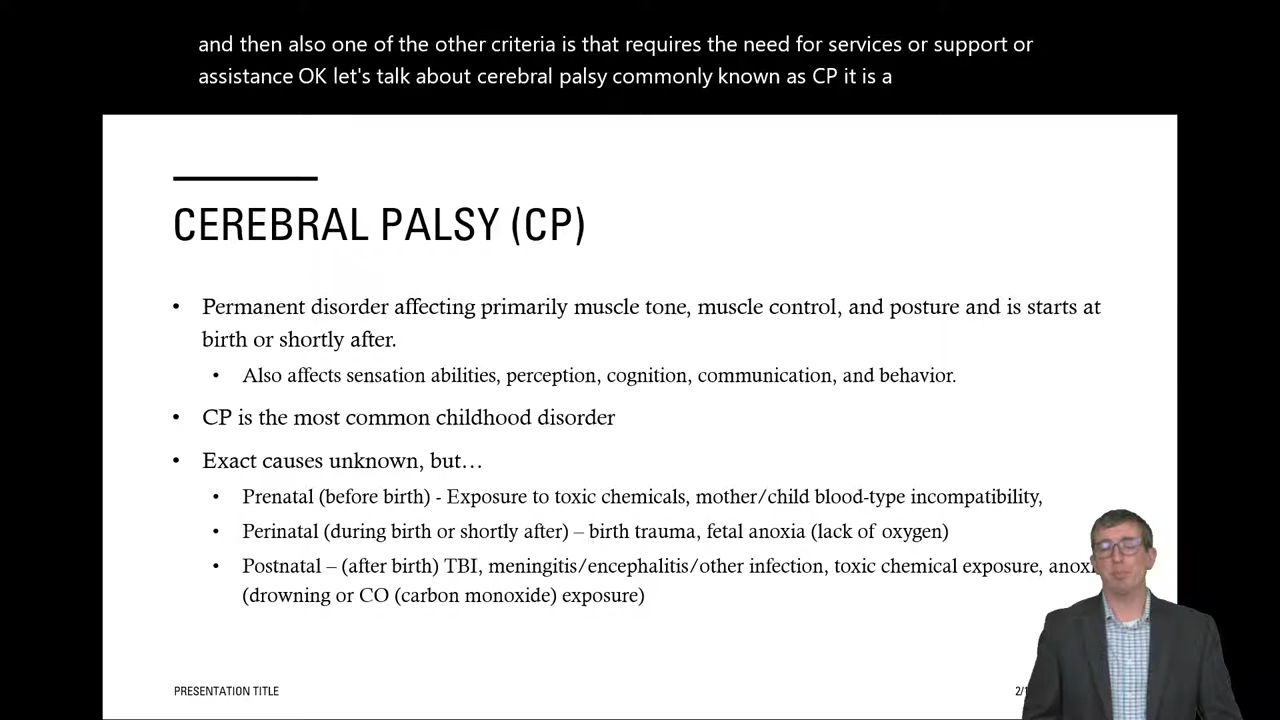 and then also one of the other criteria is that requires the need for services or support or
assistance OK let's talk about cerebral palsy commonly known as CP it is a
CEREBRAL PALSY (CP)
• Permanent disorder affecting primarily muscle tone, muscle control, and posture and is starts at
birth or shortly after.
• Also affects sensation abilities, perception, cognition, communication, and behavior.
• CP is the most common childhood disorder
• Exact causes unknown, but…
• Prenatal (before birth) - Exposure to toxic chemicals, mother/child blood-type incompatibility,
• Perinatal (during birth or shortly after) – birth trauma, fetal anoxia (lack of oxygen)
• Postnatal – (after birth) TBI, meningitis/encephalitis/other infection, toxic chemical exposure,
(drowning or CO (carbon monoxide) exposure)
PRESENTATION TITLE